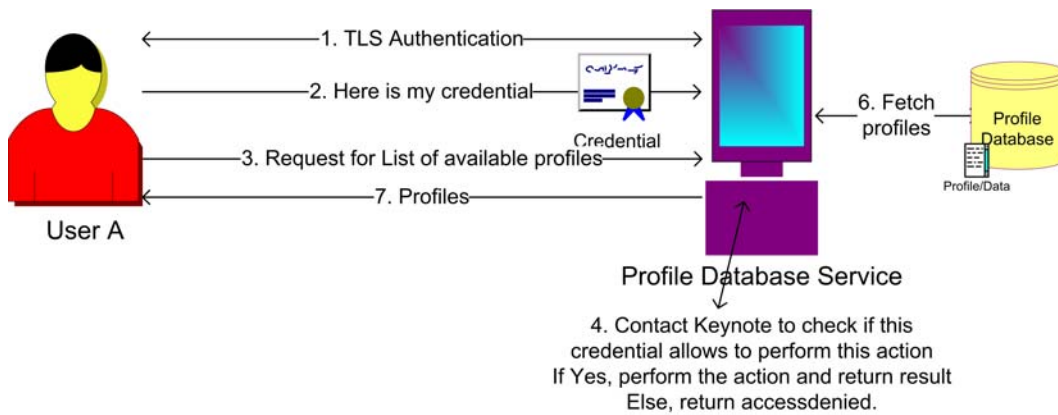 1. TLS Authentication
2. Here is my credential
Credential
3. Request for List of available profiles
7. Profiles
User A
6. Fetch
profiles
Profile
Database
Profile/Data
Profile Database Service
4. Contact Keynote to check if this
credential allows to perform this action
If Yes, perform the action and return result
Else, return accessdenied.